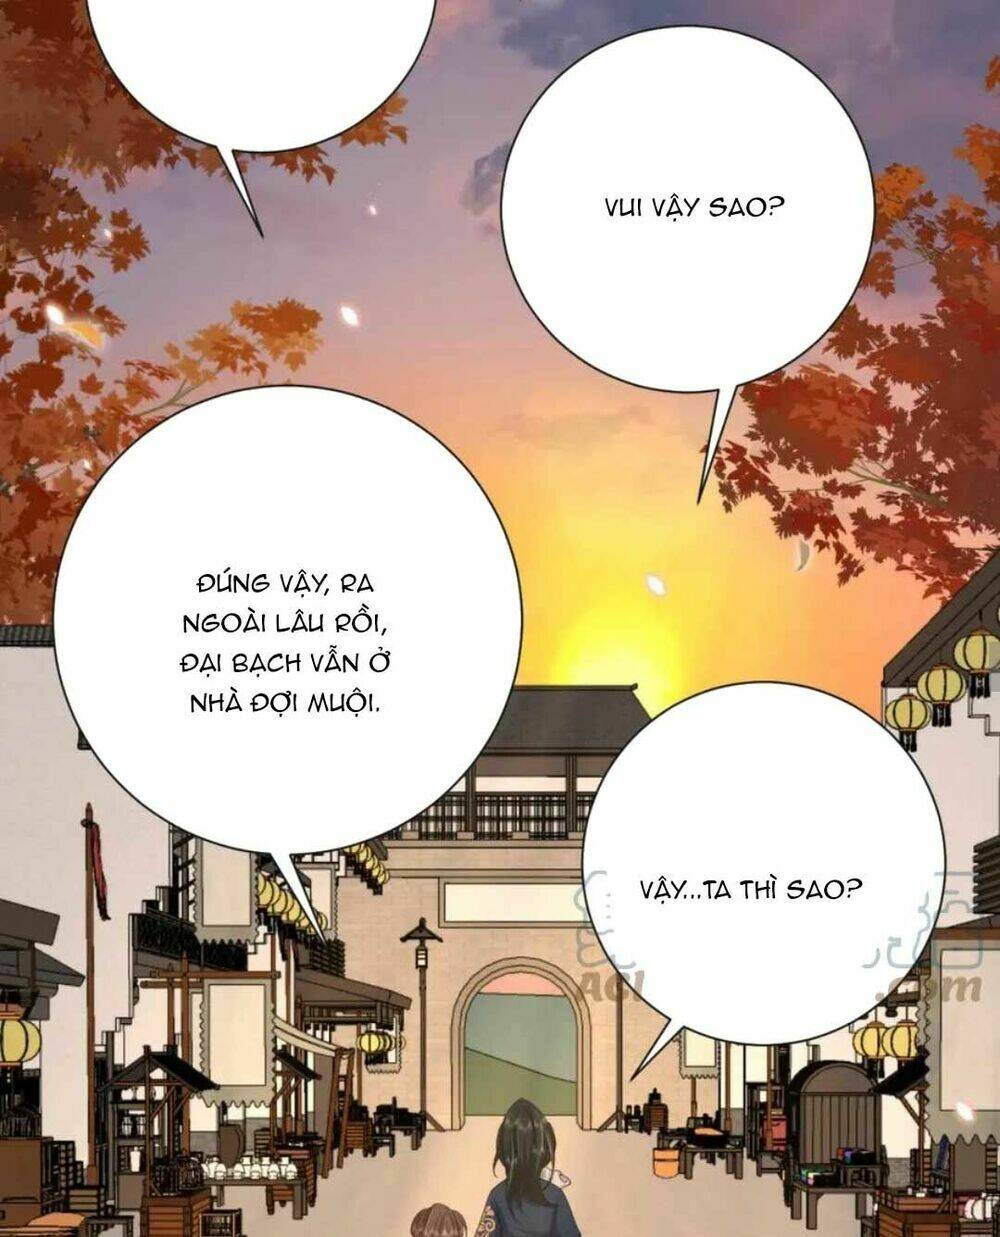 VUI VẬY SAO?
ĐÚNG VẬY, RA
NGOÀI LÂU RỒI,
ĐẠI BẠCH VẪN Ở
NHÀ ĐỢI MUỘI.
VẬY...TA THÌ SAO?
.com